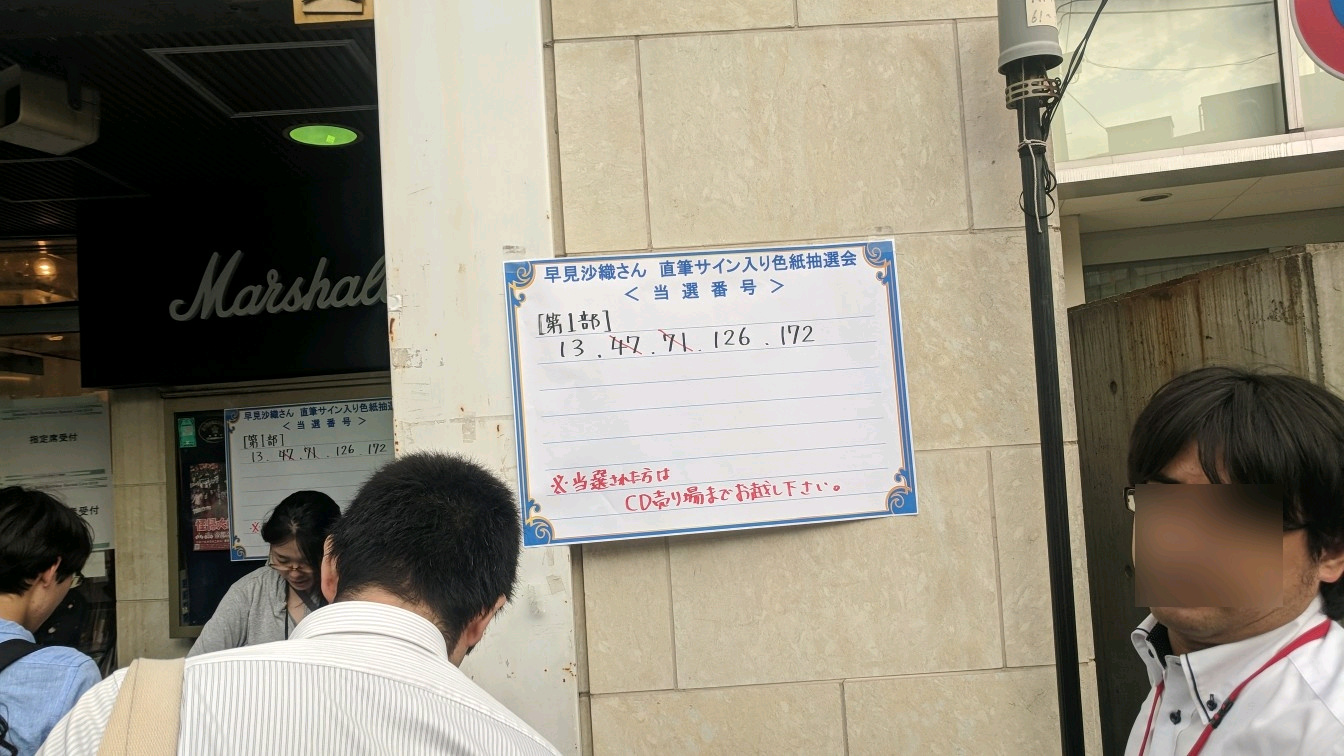 Marshall
早見沙織さん 直筆サイン入り色紙抽選会
＜当選番号＞
[第1部]
13 . 47 . 71 . 126 . 172
※当選された方は
CD売り場までお越し下さい。
早見沙織さん 直筆サイン入り色紙抽選
＜当選番号＞
[第1部]
13 . 47 . 71 . 126 172
※
指定席受付
席受付
61